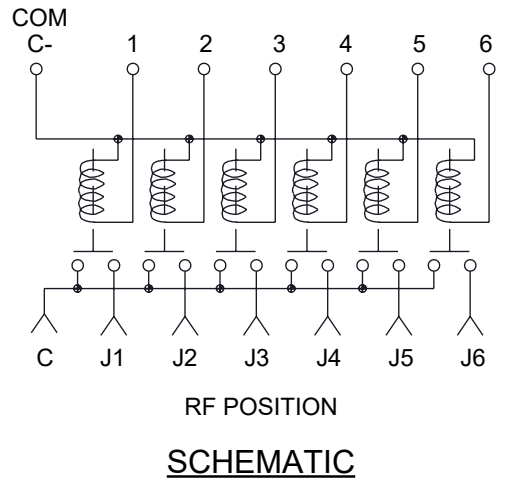 COM
C- 1 2 3 4 5 6
C J1 J2 J3 J4 J5 J6
RF POSITION
SCHEMATIC